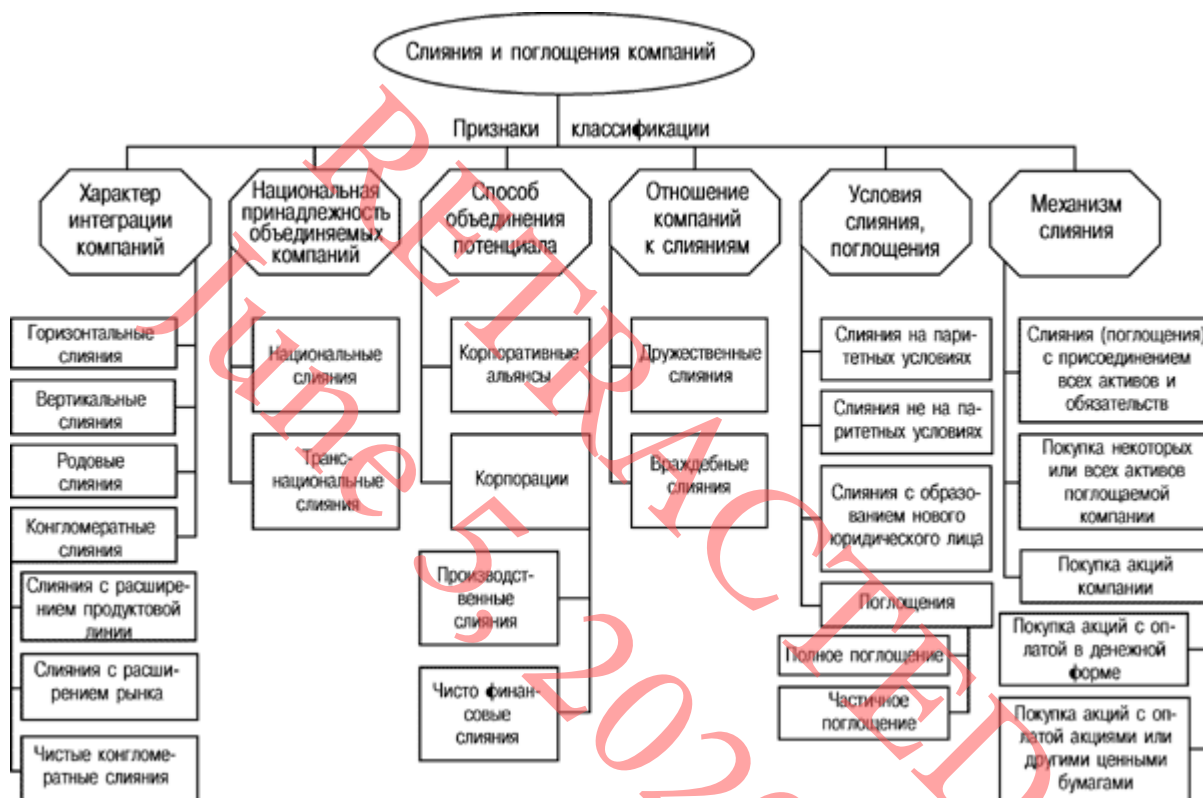 Слияния и поглощения компаний
Признаки классификации
Характер
интеграции
компаний
Национальная
принадлежность
объединяемых
компаний
Способ
объединения
потенциала
Отношение
компаний
к слияниям
Условия
слияния,
поглощения
Механизм
слияния
Горизонтальные
слияния
Вертикальные
слияния
Родовые
слияния
Конгломератные
слияния
Слияния с расшире-
нием продуктовой
линии
Слияния с расши-
рением рынка
Чистые конгломе-
ратные слияния
Национальные
слияния
Транс-
национальные
слияния
Корпоративные
альянсы
Корпорации
Производст-
венные
слияния
Чисто финан-
совые
слияния
Дружественные
слияния
Враждебные
слияния
Слияния на пари-
тетных условиях
Слияния не на па-
ритетных условиях
Слияния с образо-
ванием нового
юридического лица
Поглощения
Полное поглощение
Частичное
поглощение
Слияния (поглощения)
с присоединением
всех активов и
обязательств
Покупка некоторых
или всех активов
поглощаемой
компании
Покупка акций
компании
Покупка акций с оп-
латой в денежной
форме
Покупка акций с оп-
латой акциями или
другими ценными
бумагами
RETRACTED
June 5, 202